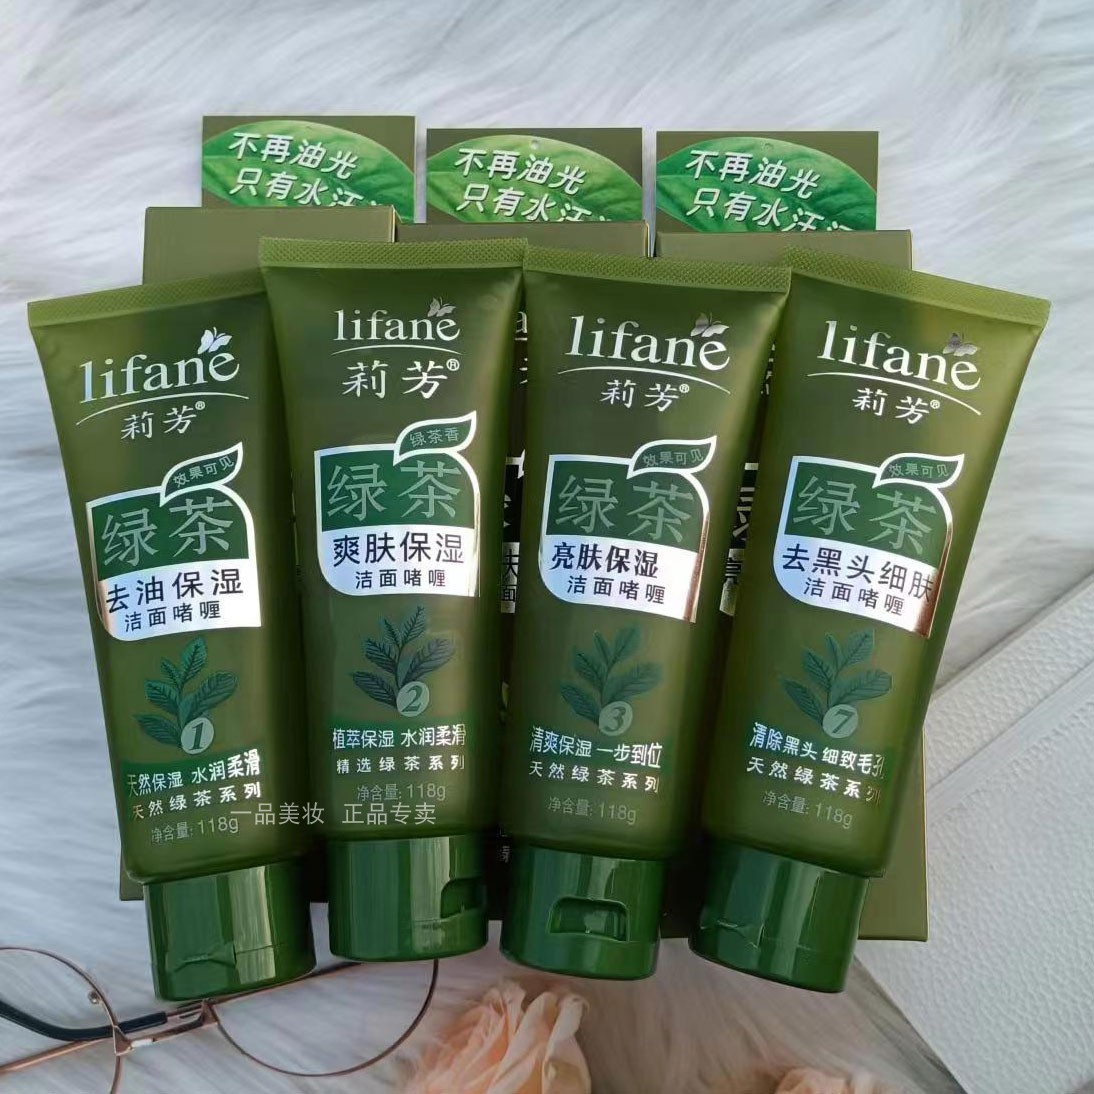 不再油光
只有水汪
不再油光
只有水汪
不再油光
只有水汪
lifane
莉芳®
效果可见
绿茶
去油保湿
洁面啫喱
1
天然保湿 水润柔滑
天然绿茶系列
净含量: 118g
lifane
莉芳®
绿茶香
绿茶
爽肤保湿
洁面啫喱
2
植萃保湿 水润柔滑
精选绿茶系列
净含量: 118g
lifane
莉芳®
效果可见
绿茶
亮肤保湿
洁面啫喱
3
清爽保湿 一步到位
天然绿茶系列
净含量: 118g
lifane
莉芳®
效果可见
绿茶
去黑头细肤
洁面啫喱
7
清除黑头 细致毛孔
天然绿茶系列
净含量: 118g
一品美妆 正品专卖